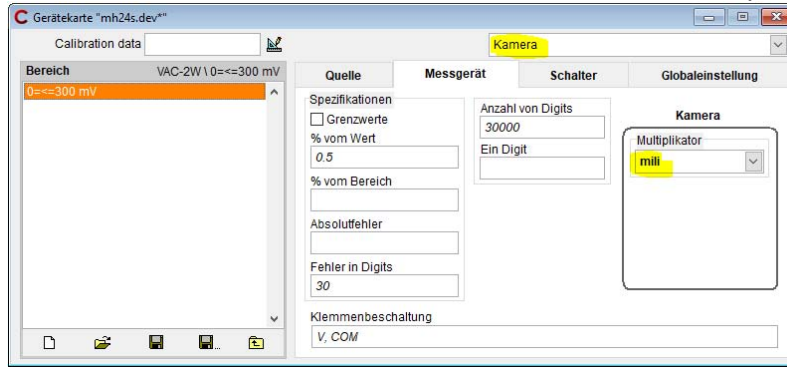 Gerätekarte "mh24s.dev*"
Calibration data
Kamera
Bereich VAC-2W \ 0=<=300 mV
0=<=300 mV
Quelle Messgerät Schalter Globaleinstellung
Spezifikationen
Grenzwerte
% vom Wert
0.5
% vom Bereich
Absolutfehler
Fehler in Digits
30
Anzahl von Digits
30000
Ein Digit
Kamera
Multiplikator
mili
Klemmenbeschaltung
V, COM